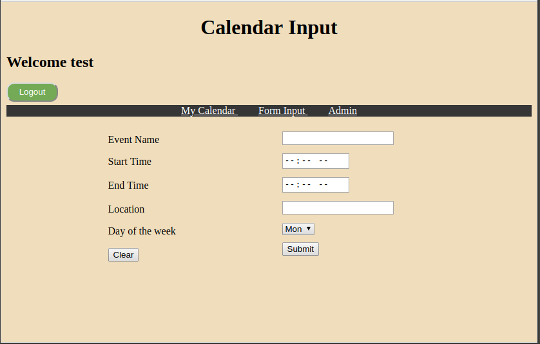 Calendar Input
Welcome test
Logout
My Calendar Form Input Admin
Event Name
Start Time --:-- --
End Time --:-- --
Location
Day of the week Mon
Clear Submit